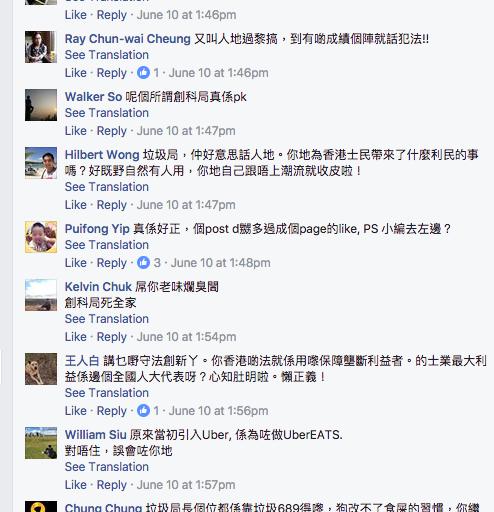 Like · Reply · June 10 at 1:46pm
Ray Chun-wai Cheung 又叫人地過黎搞，到有啲成績個陣就話犯法!!
See Translation
Like · Reply · 1 · June 10 at 1:46pm
Walker So 呢個所謂創科局真係pk
See Translation
Like · Reply · June 10 at 1:47pm
Hilbert Wong 垃圾局，仲好意思話人地。你地為香港士民帶來了什麼利民的事
嗎？好既野自然有人用，你地自己跟唔上潮流就收皮啦！
See Translation
Like · Reply · June 10 at 1:47pm
Puifong Yip 真係好正，個post d嬲多過成個page的like, PS 小編去左邊？
See Translation
Like · Reply · 3 · June 10 at 1:48pm
Kelvin Chuk 屌你老味爛臭閪
創科局死全家
See Translation
Like · Reply · June 10 at 1:54pm
王人白 講乜嘢守法創新丫。你香港啲法就係用嚟保障壟斷利益者。的士業最大利
益係邊個全國人大代表呀？心知肚明啦。懶正義！
See Translation
Like · Reply · 1 · June 10 at 1:56pm
William Siu 原來當初引入Uber, 係為咗做UberEATS.
對唔住，誤會咗你地
See Translation
Like · Reply · June 10 at 1:57pm
Chung Chung 垃圾局長個位都係靠垃圾689得嚟，狗改不了食屎的習慣，你繼